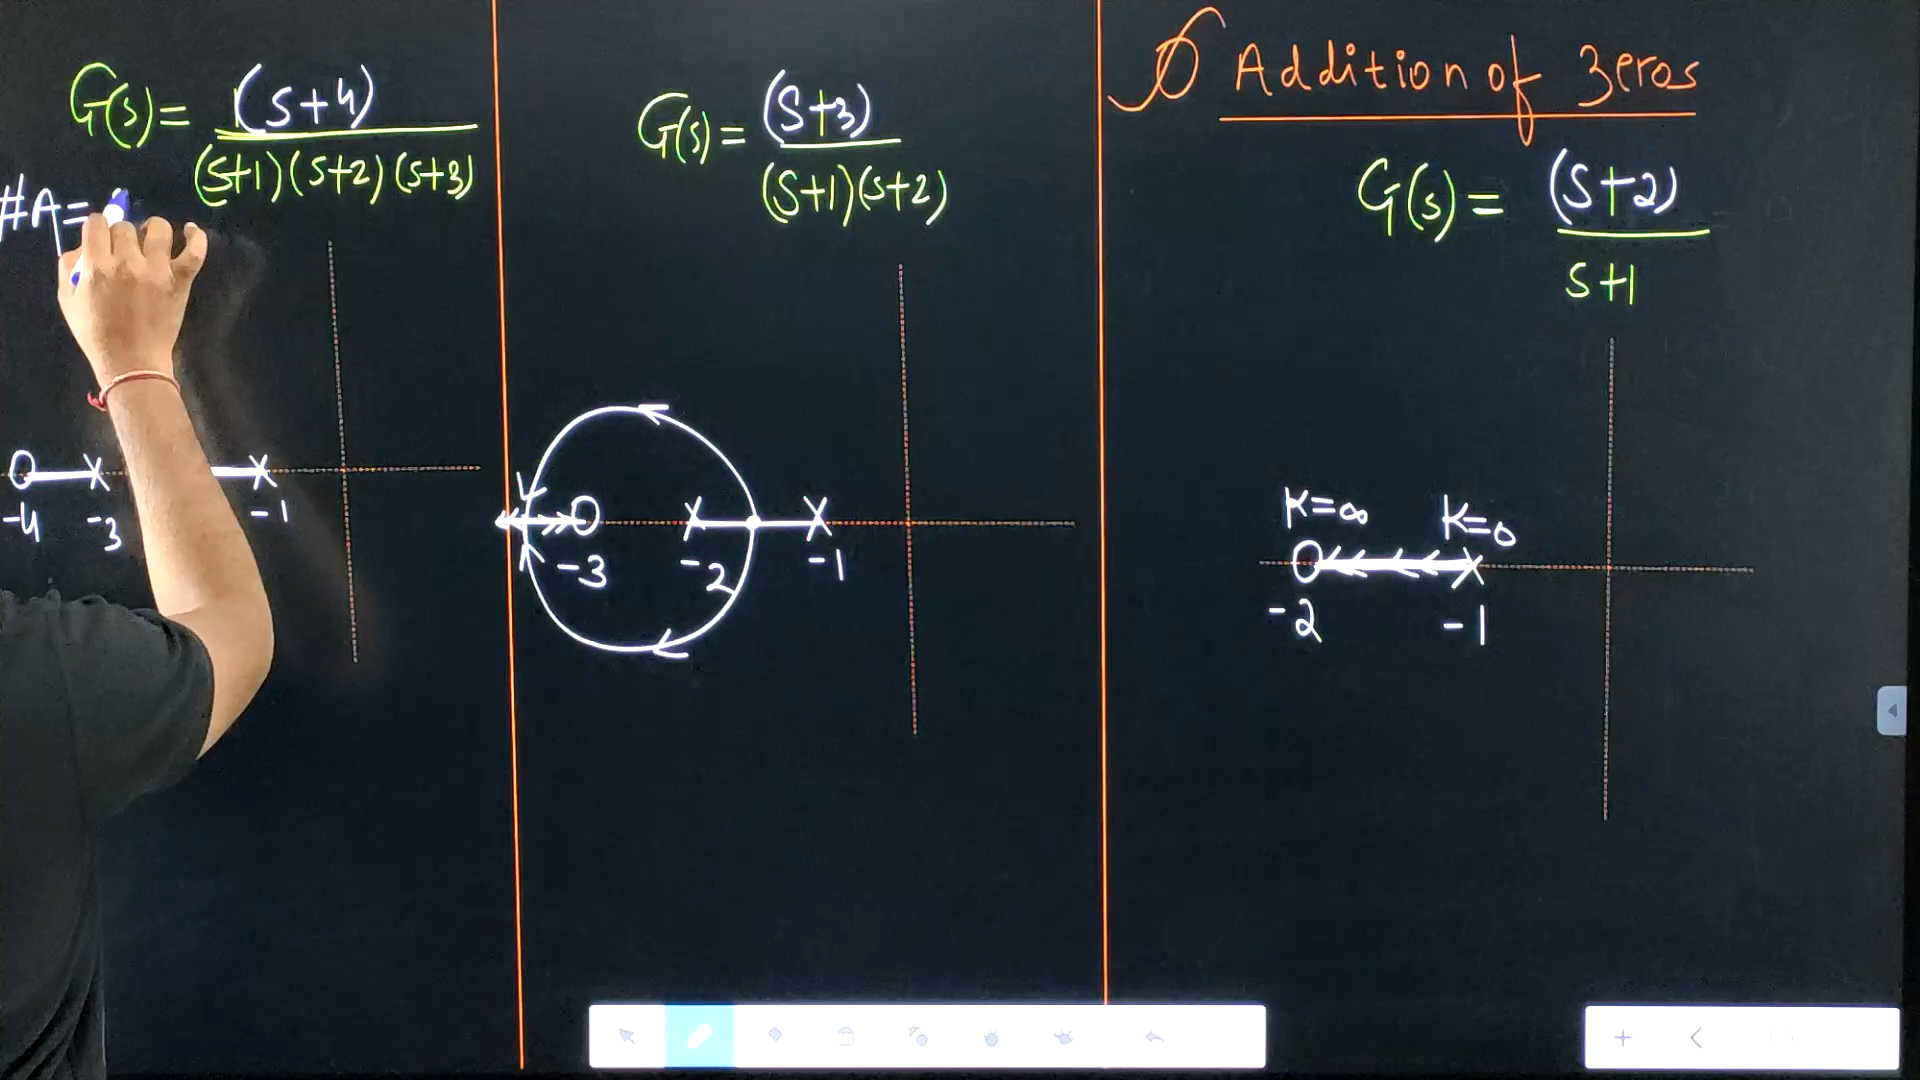 G(s)= (s+4)
(s+1)(s+2)(s+3)
#A=
-4 -3 -1
G(s)= (s+3)
(s+1)(s+2)
-3 -2 -1
Addition of Zeros
G(s)= (s+2)
s+1
K=∞ K=0
-2 -1